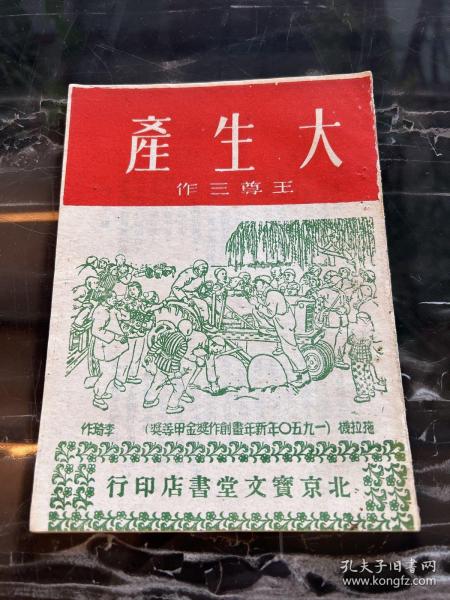 大生產
王尊三作
拖拉機（一九五〇年新年畫創作獎金甲等獎） 李琦作
北京寶文堂書店印行
孔夫子旧书网
www.kongfz.com